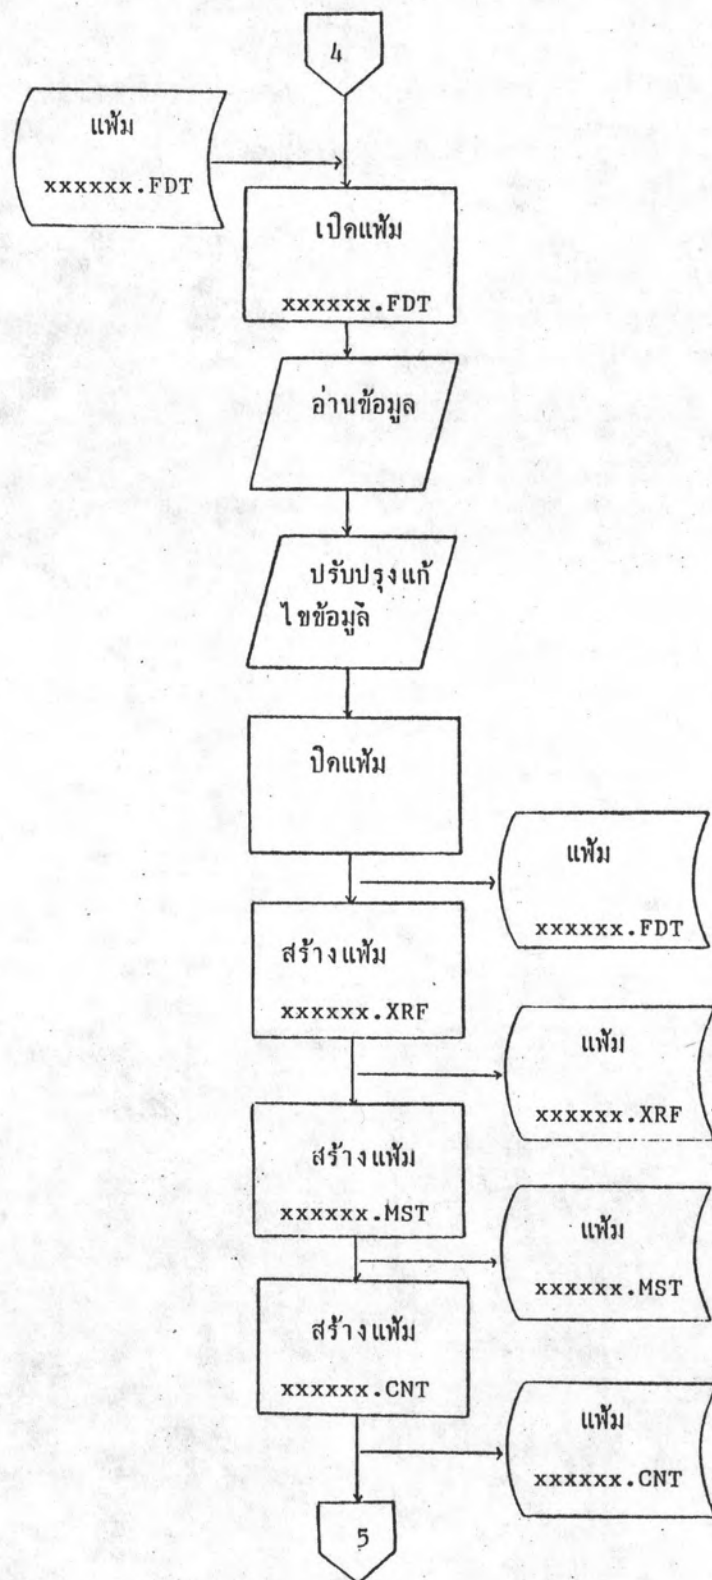 4
แฟ้ม
xxxxxx.FDT
เปิดแฟ้ม
xxxxxx.FDT
อ่านข้อมูล
ปรับปรุงแก้
ไขข้อมูล
ปิดแฟ้ม
แฟ้ม
xxxxxx.FDT
สร้างแฟ้ม
xxxxxx.XRF
แฟ้ม
xxxxxx.XRF
สร้างแฟ้ม
xxxxxx.MST
แฟ้ม
xxxxxx.MST
สร้างแฟ้ม
xxxxxx.CNT
แฟ้ม
xxxxxx.CNT
5